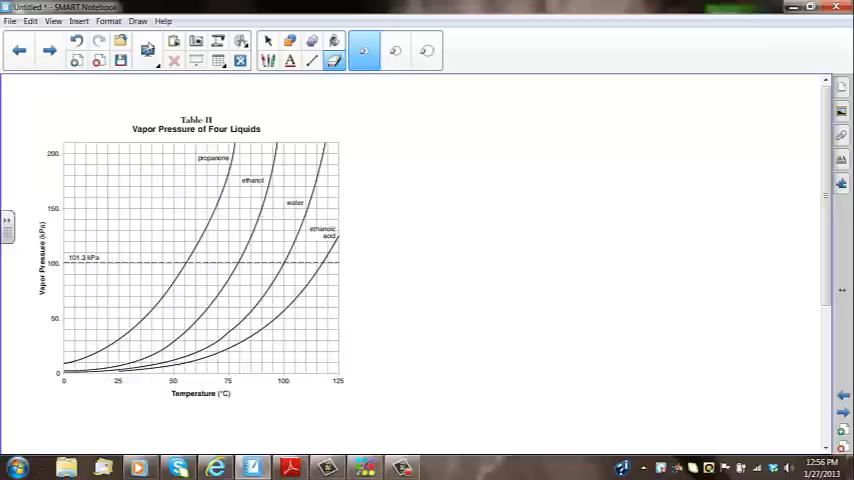 Untitled * - SMART Notebook
File Edit View Insert Format Draw Help
Table II
Vapor Pressure of Four Liquids
200.
propanone
ethanol
150.
water
ethanoic
acid
Vapor Pressure (kPa)
101.3 kPa
100.
50.
0
0 25 50 75 100. 125
Temperature (°C)
12:56 PM
1/27/2013